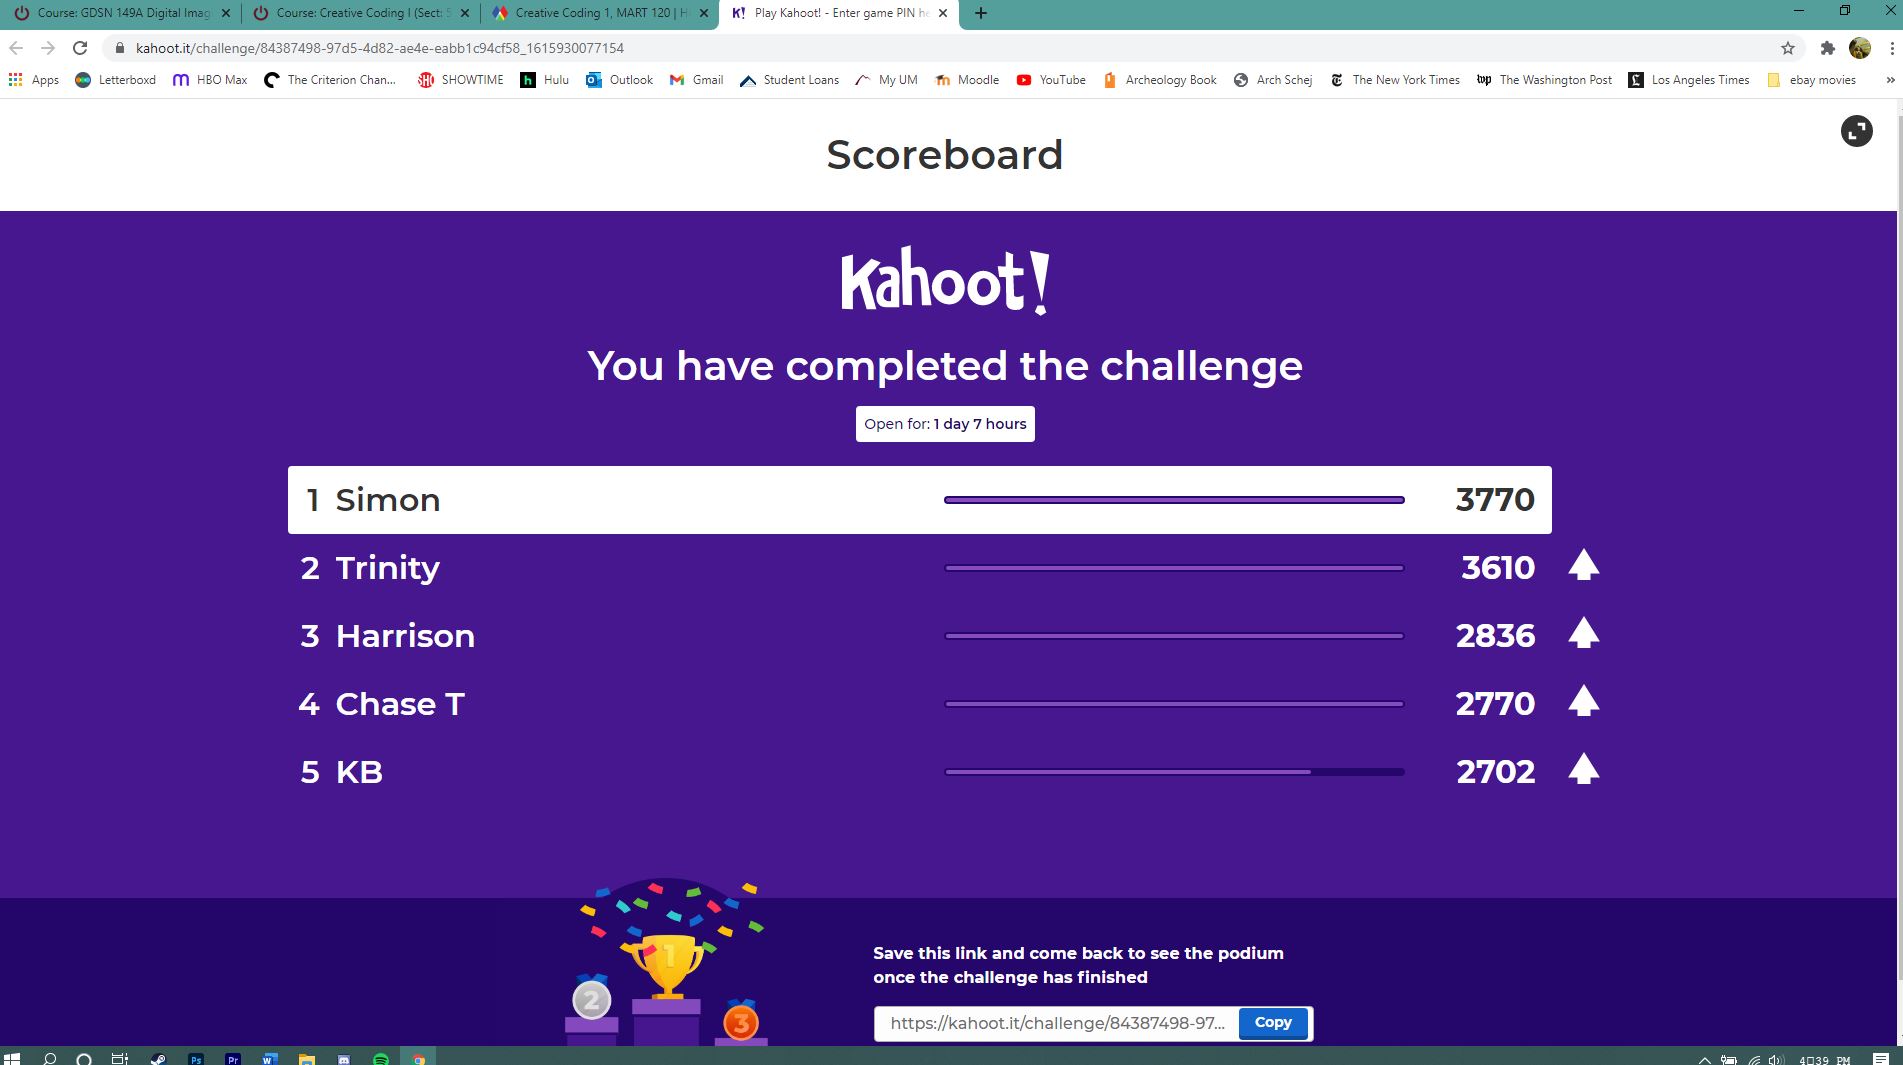 Course: GDSN 149A Digital Imag
Course: Creative Coding I (Sect: 5
Creative Coding 1, MART 120 | H
Play Kahoot! - Enter game PIN he
kahoot.it/challenge/84387498-97d5-4d82-ae4e-eabb1c94cf58_1615930077154
Apps Letterboxd HBO Max The Criterion Chan... SHOWTIME Hulu Outlook Gmail Student Loans My UM Moodle YouTube Archeology Book Arch Schej The New York Times The Washington Post Los Angeles Times ebay movies »
Scoreboard
Kahoot!
You have completed the challenge
Open for: 1 day 7 hours
1 Simon 3770
2 Trinity 3610
3 Harrison 2836
4 Chase T 2770
5 KB 2702
1
2
3
Save this link and come back to see the podium
once the challenge has finished
https://kahoot.it/challenge/84387498-97... Copy
Ps Pr
4:39 PM